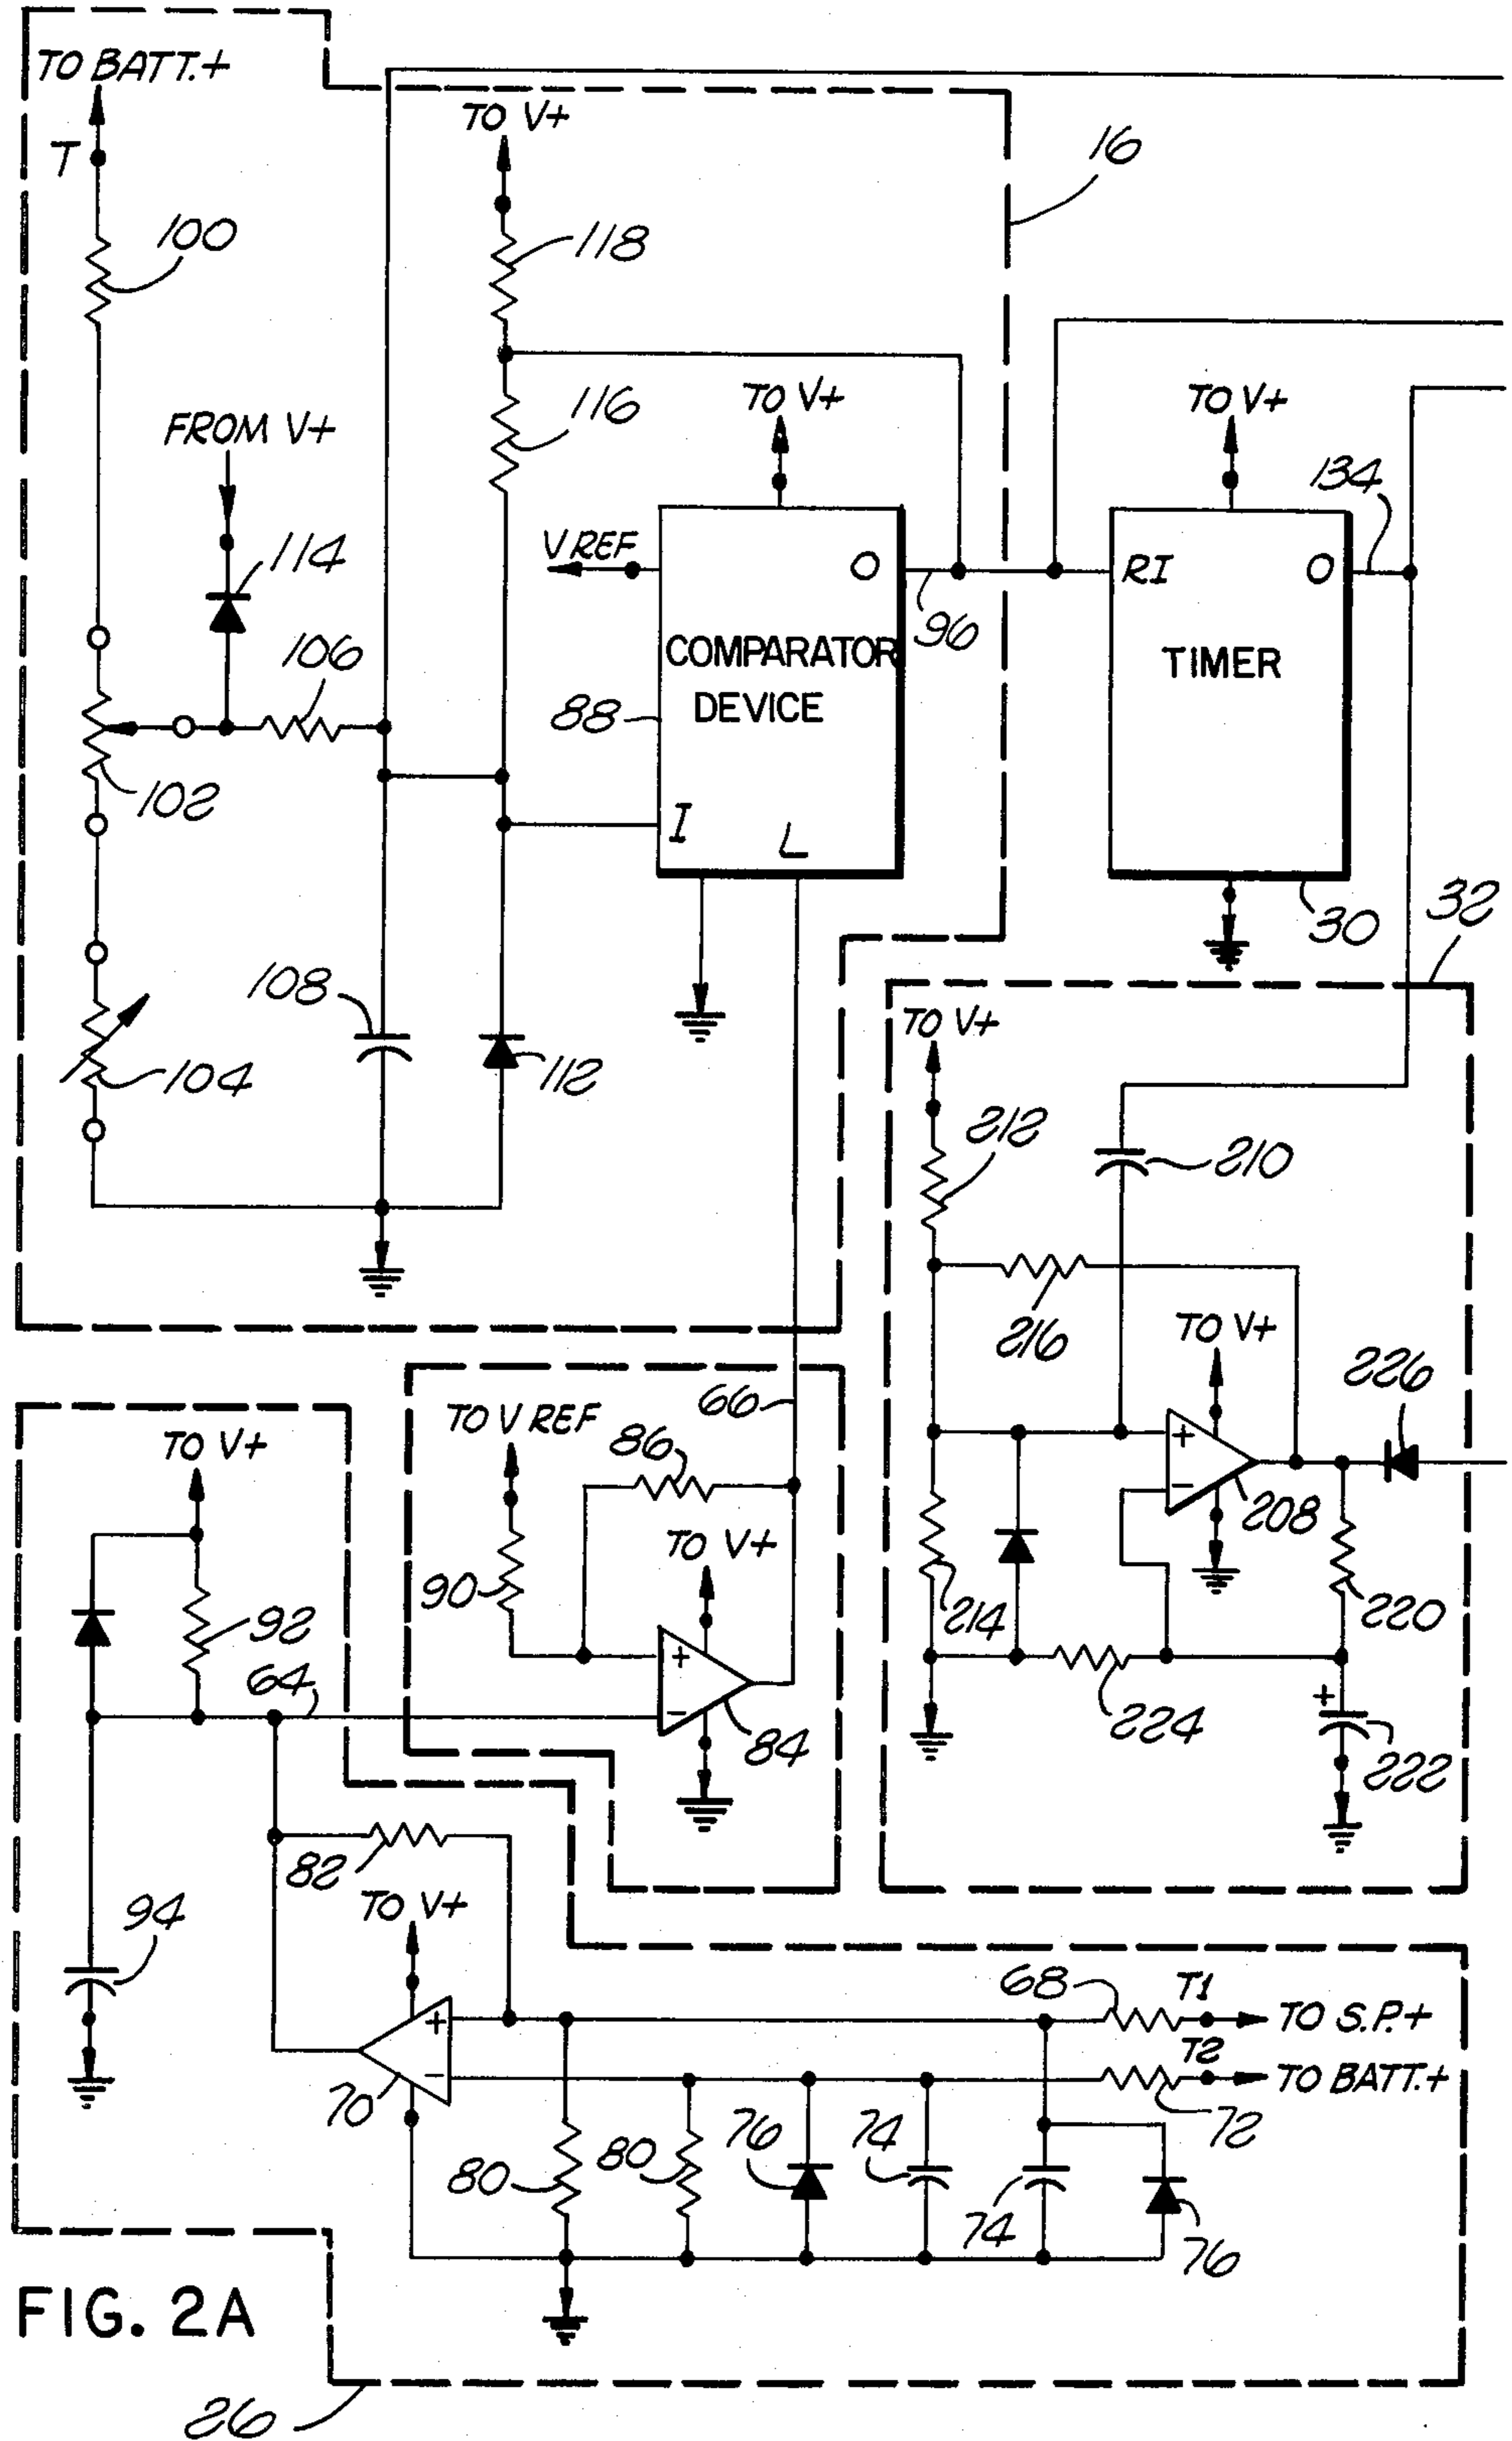 TO BATT.+
TO V+
16
T
100
118
116
TO V+
TO V+
FROM V+
134
114
V REF
O
RI
O
96
106
COMPARATOR
DEVICE
TIMER
88
102
I
L
30
32
108
104
112
TO V+
212
210
216
TO V+
226
66
TO V REF
86
TO V+
TO V+
+
-
208
90
92
214
220
64
+
-
84
224
+
222
82
TO V+
94
68
T1
TO S.P.+
+
T2
-
TO BATT.+
70
72
80
80
76
74
74
76
FIG. 2A
26